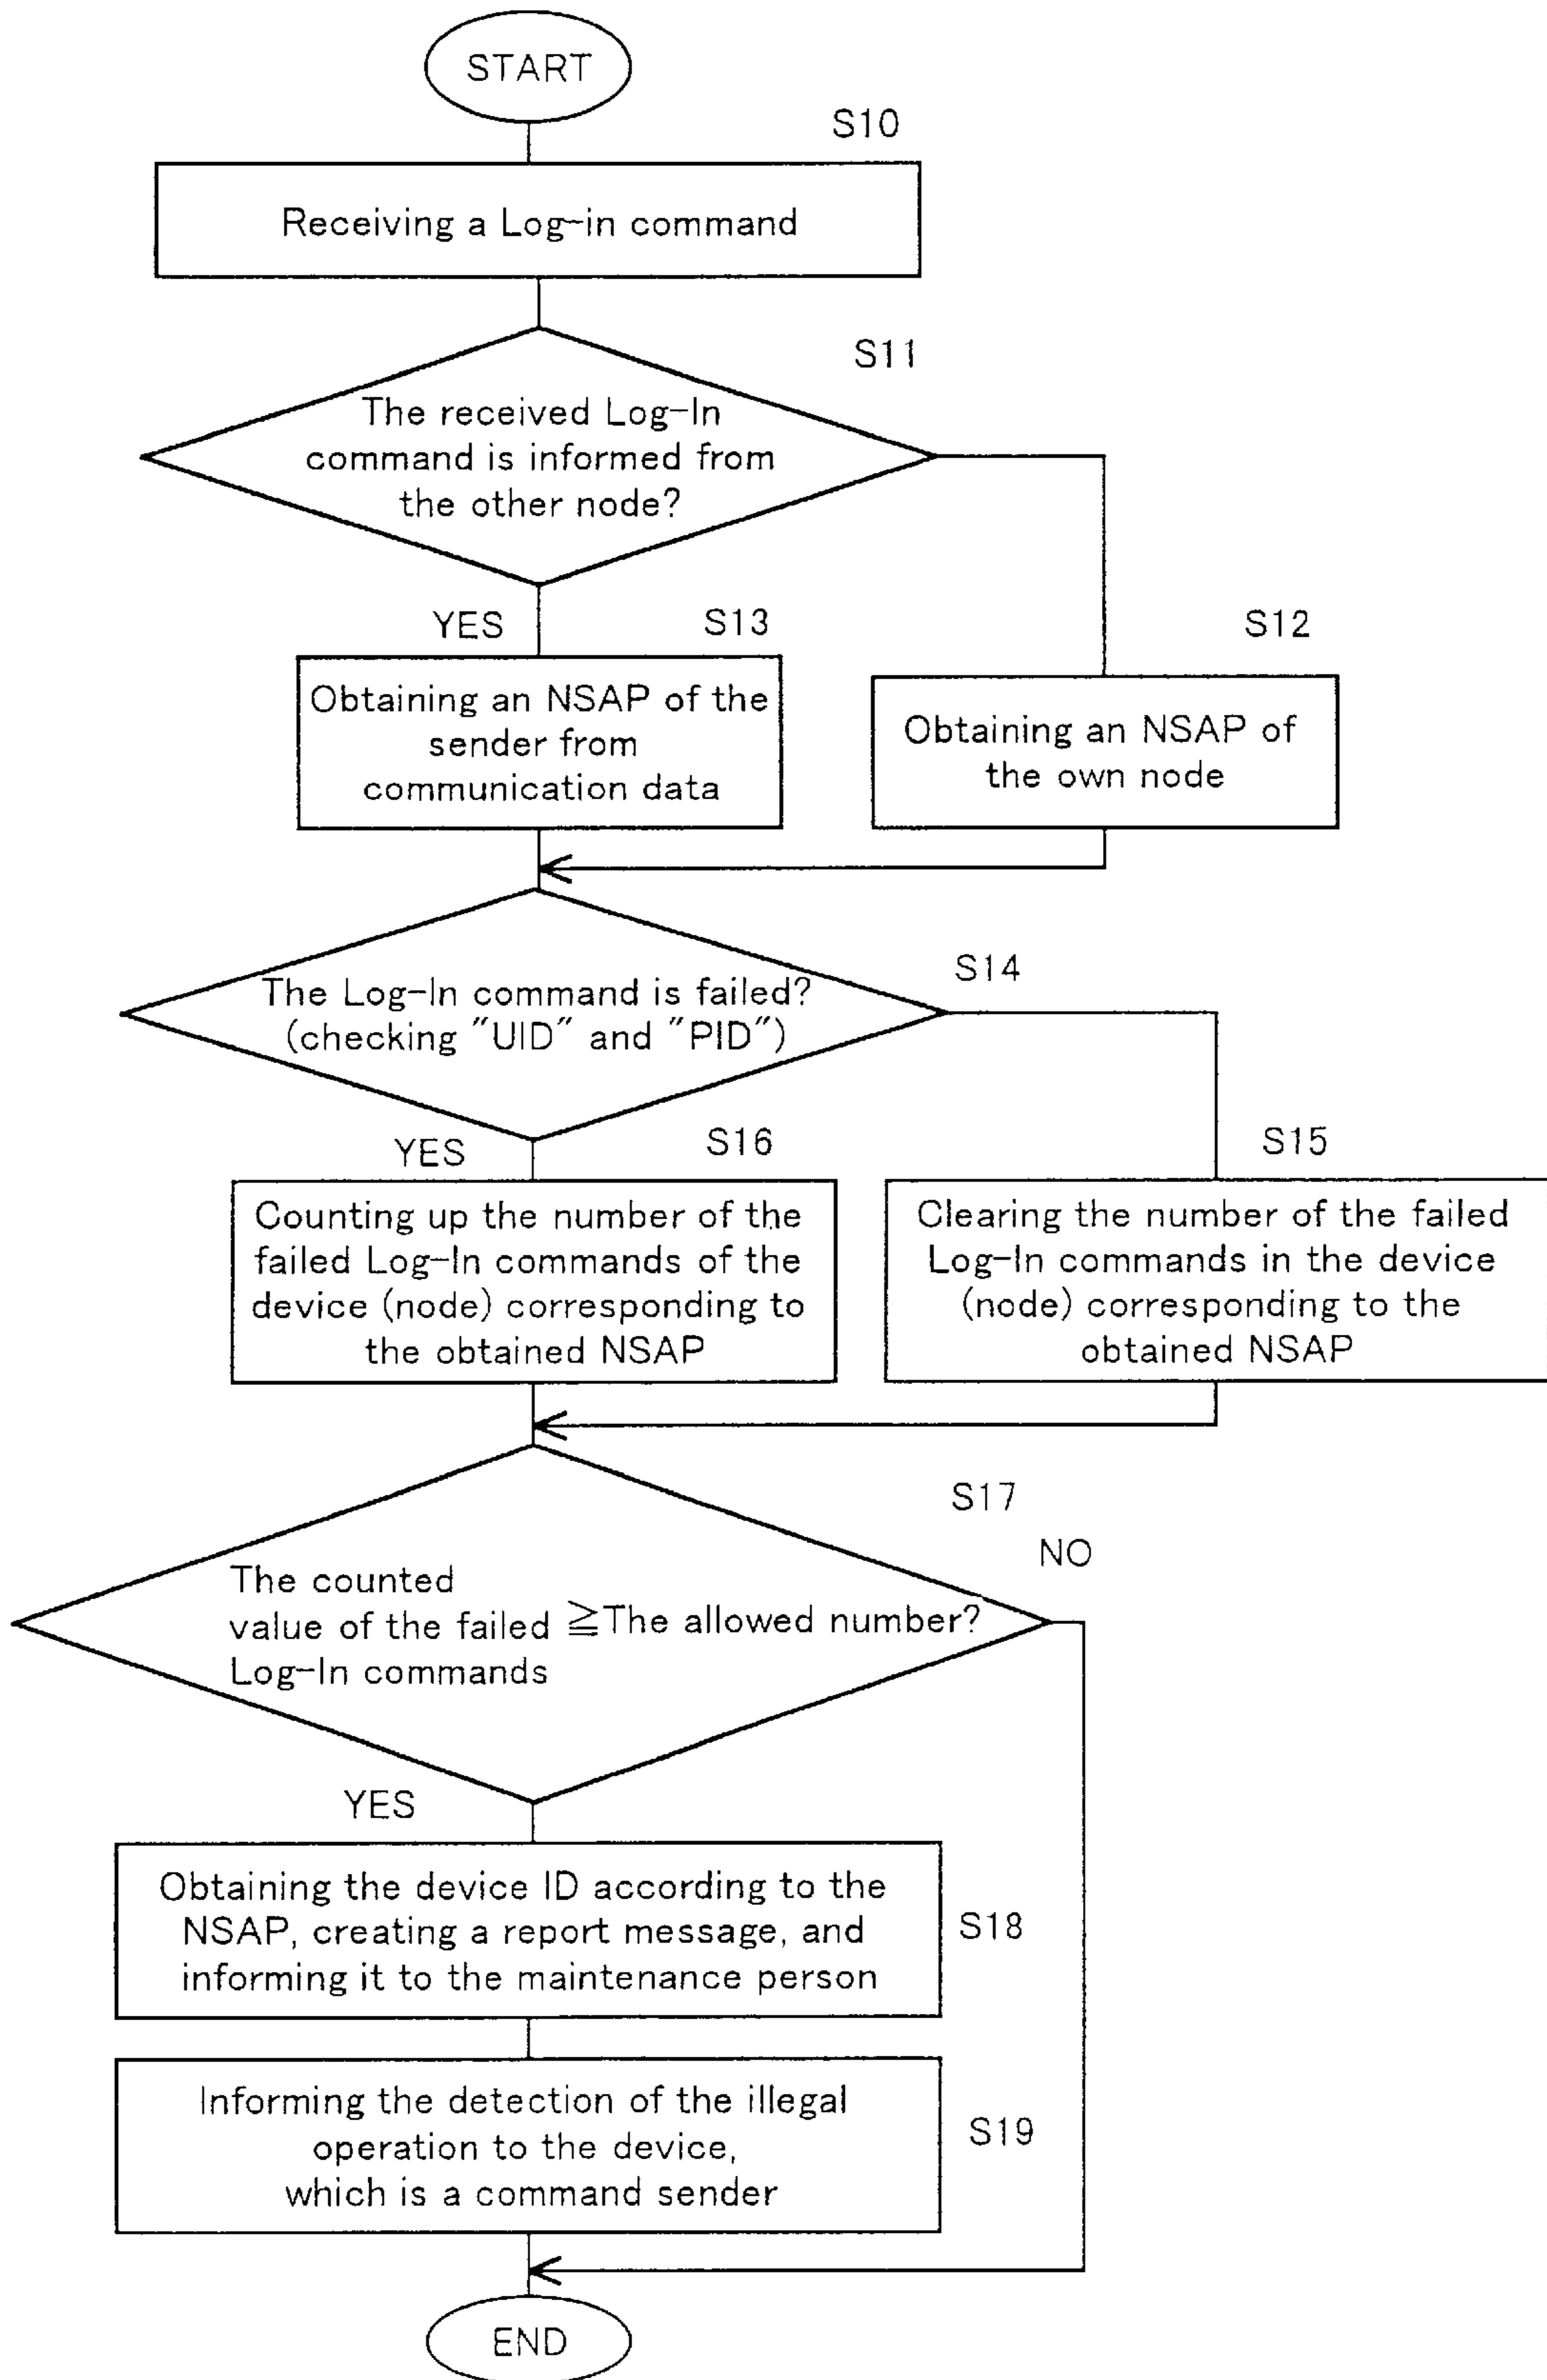 START
S10
Receiving a Log-in command
S11
The received Log-In
command is informed from
the other node?
YES
S13
S12
Obtaining an NSAP of the
sender from
communication data
Obtaining an NSAP of
the own node
S14
The Log-In command is failed?
(checking "UID" and "PID")
YES
S16
S15
Counting up the number of the
failed Log-In commands of the
device (node) corresponding to
the obtained NSAP
Clearing the number of the failed
Log-In commands in the device
(node) corresponding to the
obtained NSAP
S17
NO
The counted
value of the failed ≧The allowed number?
Log-In commands
YES
Obtaining the device ID according to the
NSAP, creating a report message, and
informing it to the maintenance person
S18
Informing the detection of the illegal
operation to the device,
which is a command sender
S19
END